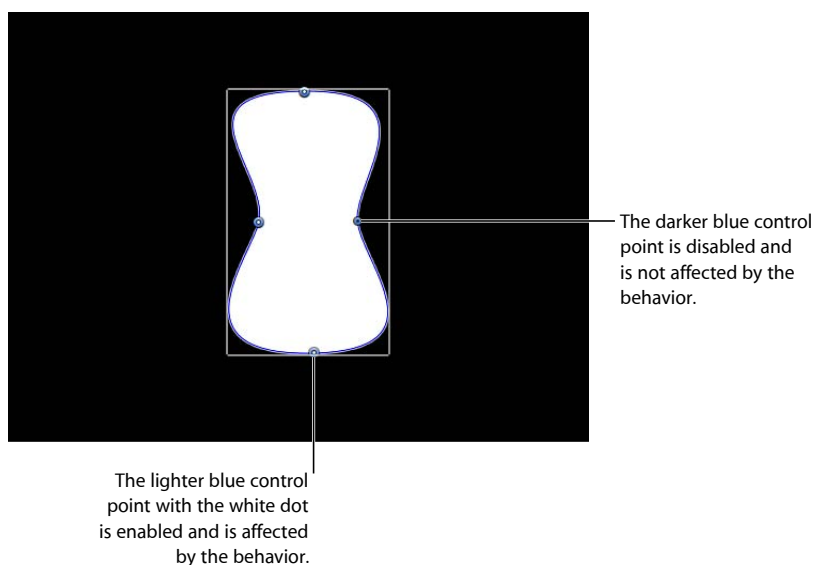 The darker blue control
point is disabled and
is not affected by the
behavior.
The lighter blue control
point with the white dot
is enabled and is affected
by the behavior.